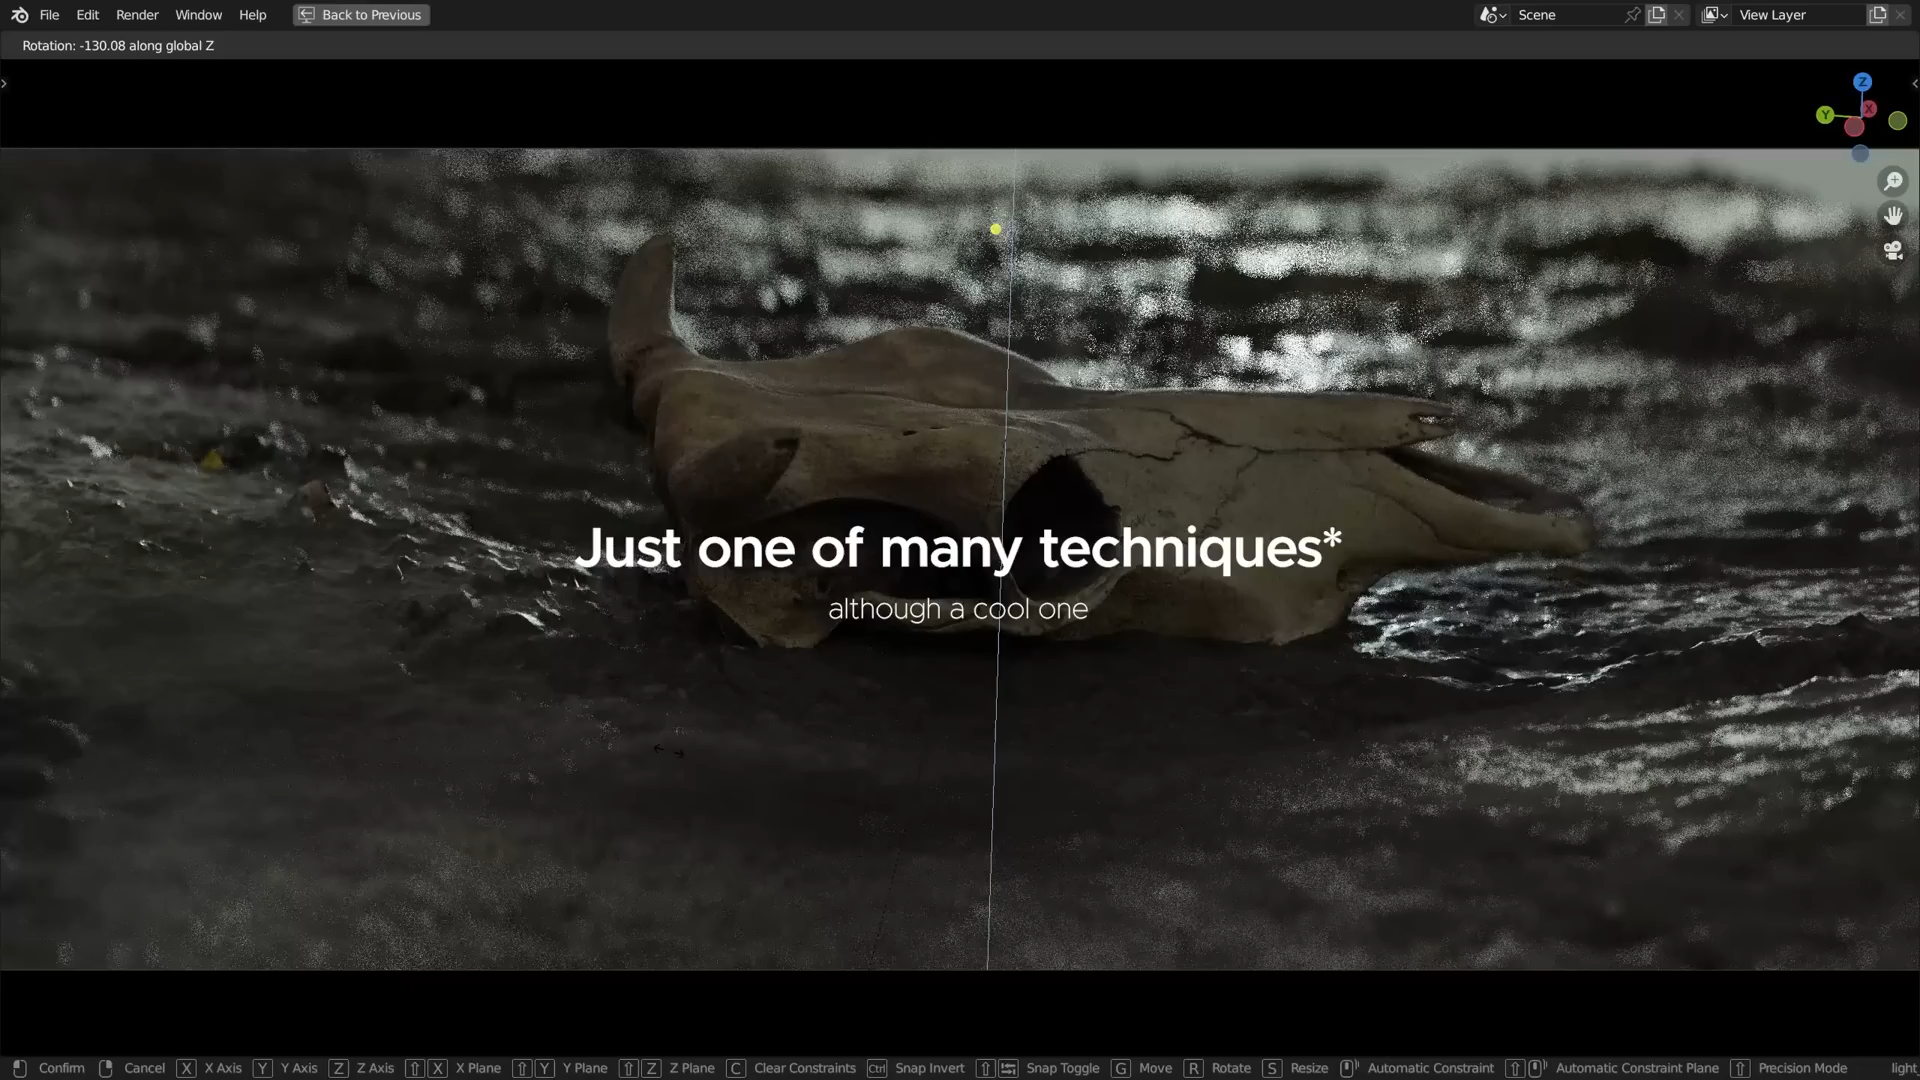 File Edit Render Window Help Back to Previous Scene View Layer
Rotation: -130.08 along global Z
Z
X
Y
Just one of many techniques*
although a cool one
Confirm Cancel X X Axis Y Y Axis Z Z Axis X X Plane Y Y Plane Z Z Plane C Clear Constraints Ctrl Snap Invert Snap Toggle G Move R Rotate S Resize Automatic Constraint Automatic Constraint Plane Precision Mode light